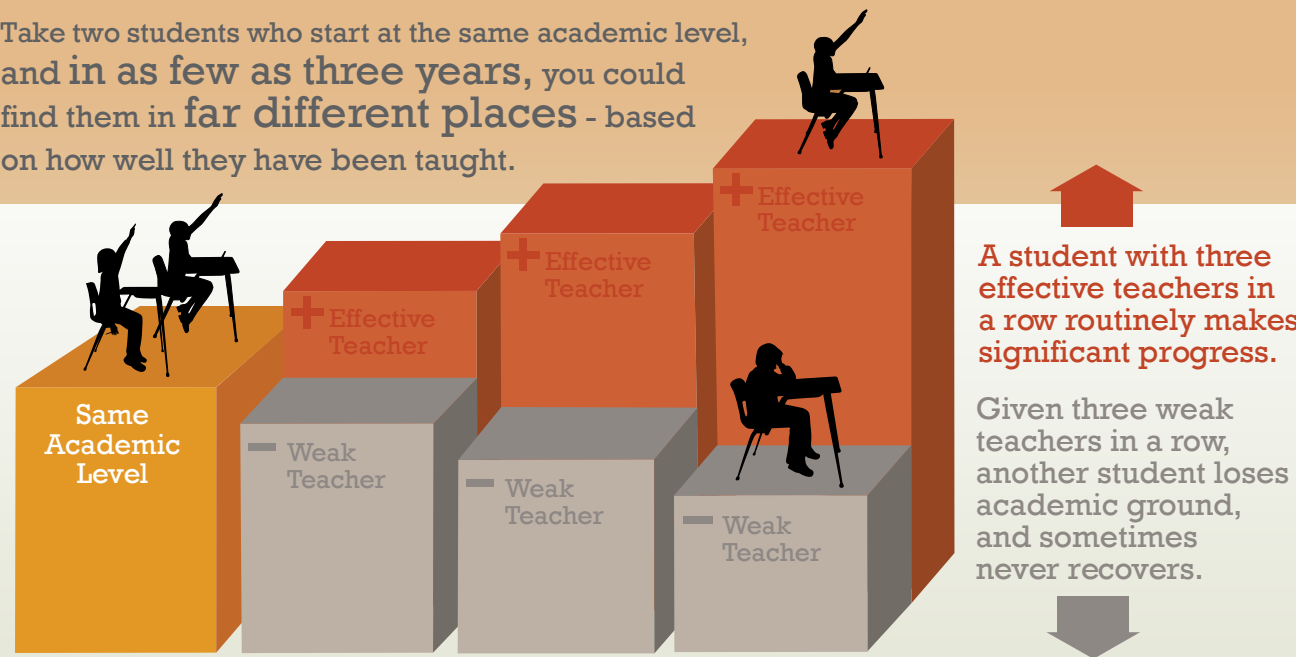 Take two students who start at the same academic level,
and in as few as three years, you could
find them in far different places - based
on how well they have been taught.
Same
Academic
Level
+ Effective
Teacher
- Weak
Teacher
+ Effective
Teacher
- Weak
Teacher
+ Effective
Teacher
- Weak
Teacher
A student with three
effective teachers in
a row routinely makes
significant progress.
Given three weak
teachers in a row,
another student loses
academic ground,
and sometimes
never recovers.